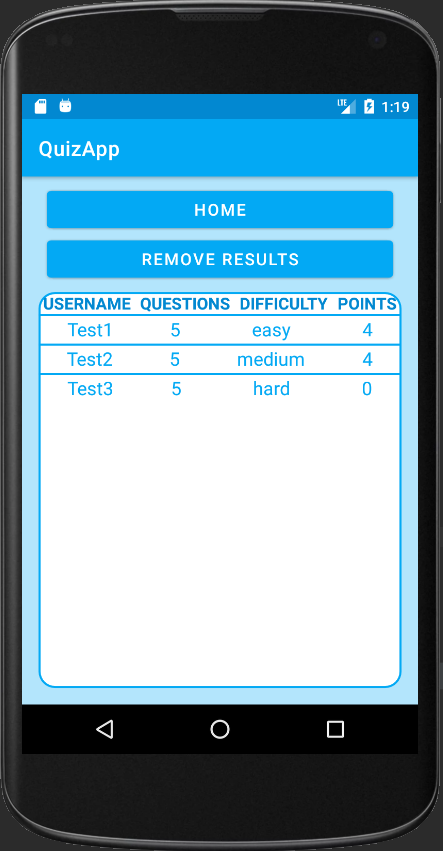 LTE 1:19
QuizApp
HOME
REMOVE RESULTS
USERNAME QUESTIONS DIFFICULTY POINTS
Test1 5 easy 4
Test2 5 medium 4
Test3 5 hard 0